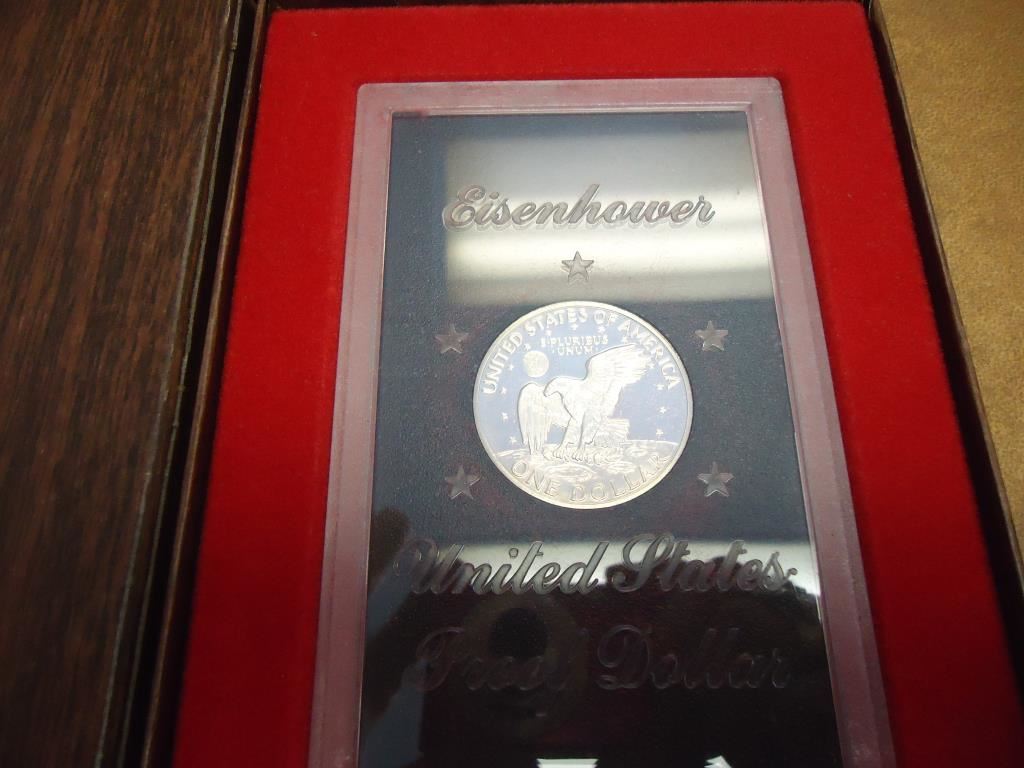 Eisenhower
UNITED STATES OF AMERICA
E·PLURIBUS
UNUM
ONE DOLLAR
United States
Proof Dollar